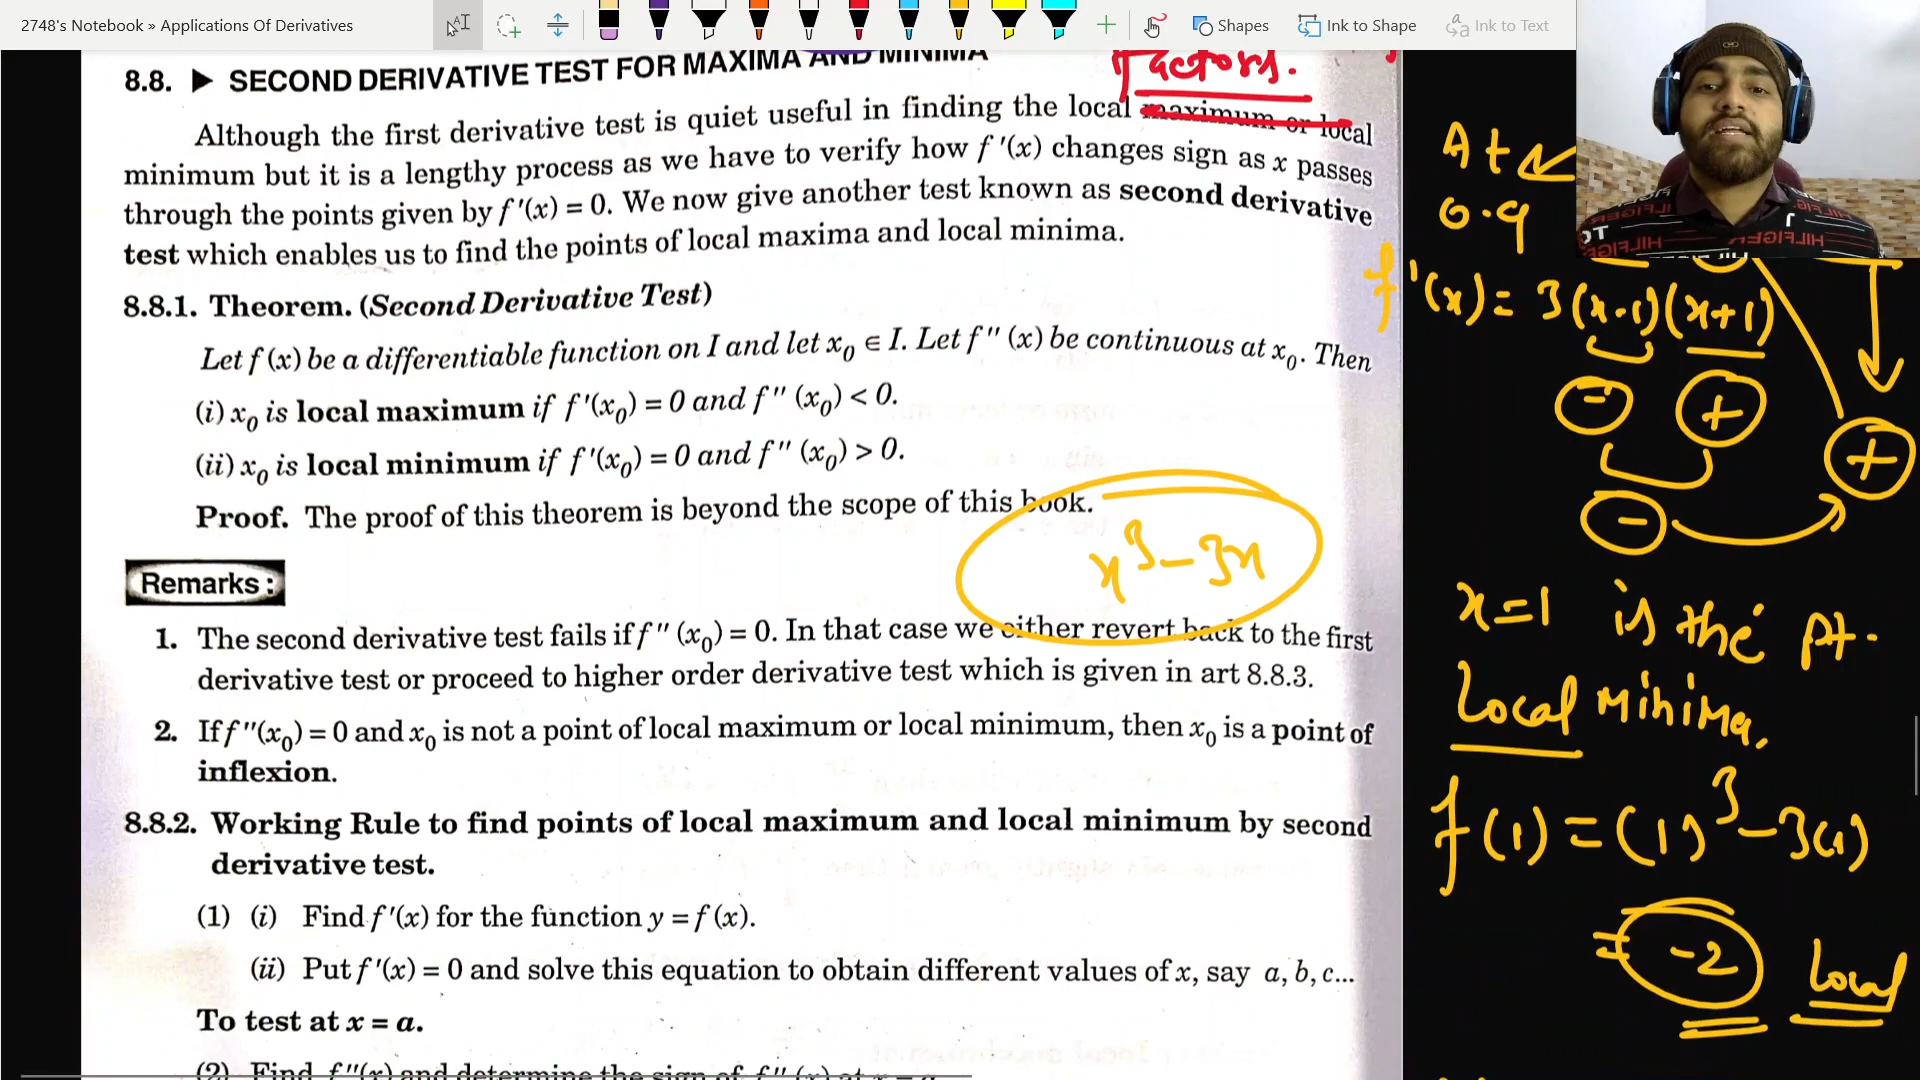 2748's Notebook » Applications Of Derivatives
Shapes
Ink to Shape
Ink to Text
8.8. ▶ SECOND DERIVATIVE TEST FOR MAXIMA AND MINIMA
Factors.
Although the first derivative test is quiet useful in finding the local maximum or local
minimum but it is a lengthy process as we have to verify how f '(x) changes sign as x passes
through the points given by f '(x) = 0. We now give another test known as second derivative
test which enables us to find the points of local maxima and local minima.
8.8.1. Theorem. (Second Derivative Test)
Let f (x) be a differentiable function on I and let x₀ ∈ I. Let f " (x) be continuous at x₀. Then
(i) x₀ is local maximum if f '(x₀) = 0 and f " (x₀) < 0.
(ii) x₀ is local minimum if f '(x₀) = 0 and f " (x₀) > 0.
Proof. The proof of this theorem is beyond the scope of this book.
x³-3x
Remarks :
1. The second derivative test fails if f " (x₀) = 0. In that case we either revert back to the first
derivative test or proceed to higher order derivative test which is given in art 8.8.3.
2. If f "(x₀) = 0 and x₀ is not a point of local maximum or local minimum, then x₀ is a point of
inflexion.
8.8.2. Working Rule to find points of local maximum and local minimum by second
derivative test.
(1) (i) Find f '(x) for the function y = f (x).
(ii) Put f '(x) = 0 and solve this equation to obtain different values of x, say a, b, c...
To test at x = a.
(2) Find f "(x) and determine the sign of f " (x) at x = a
At
0.9
f'(x)= 3(x-1)(x+1)
- +
+
-
x=1 is the pt.
Local Minima.
f(1)=(1)³-3(1)
= -2 Local